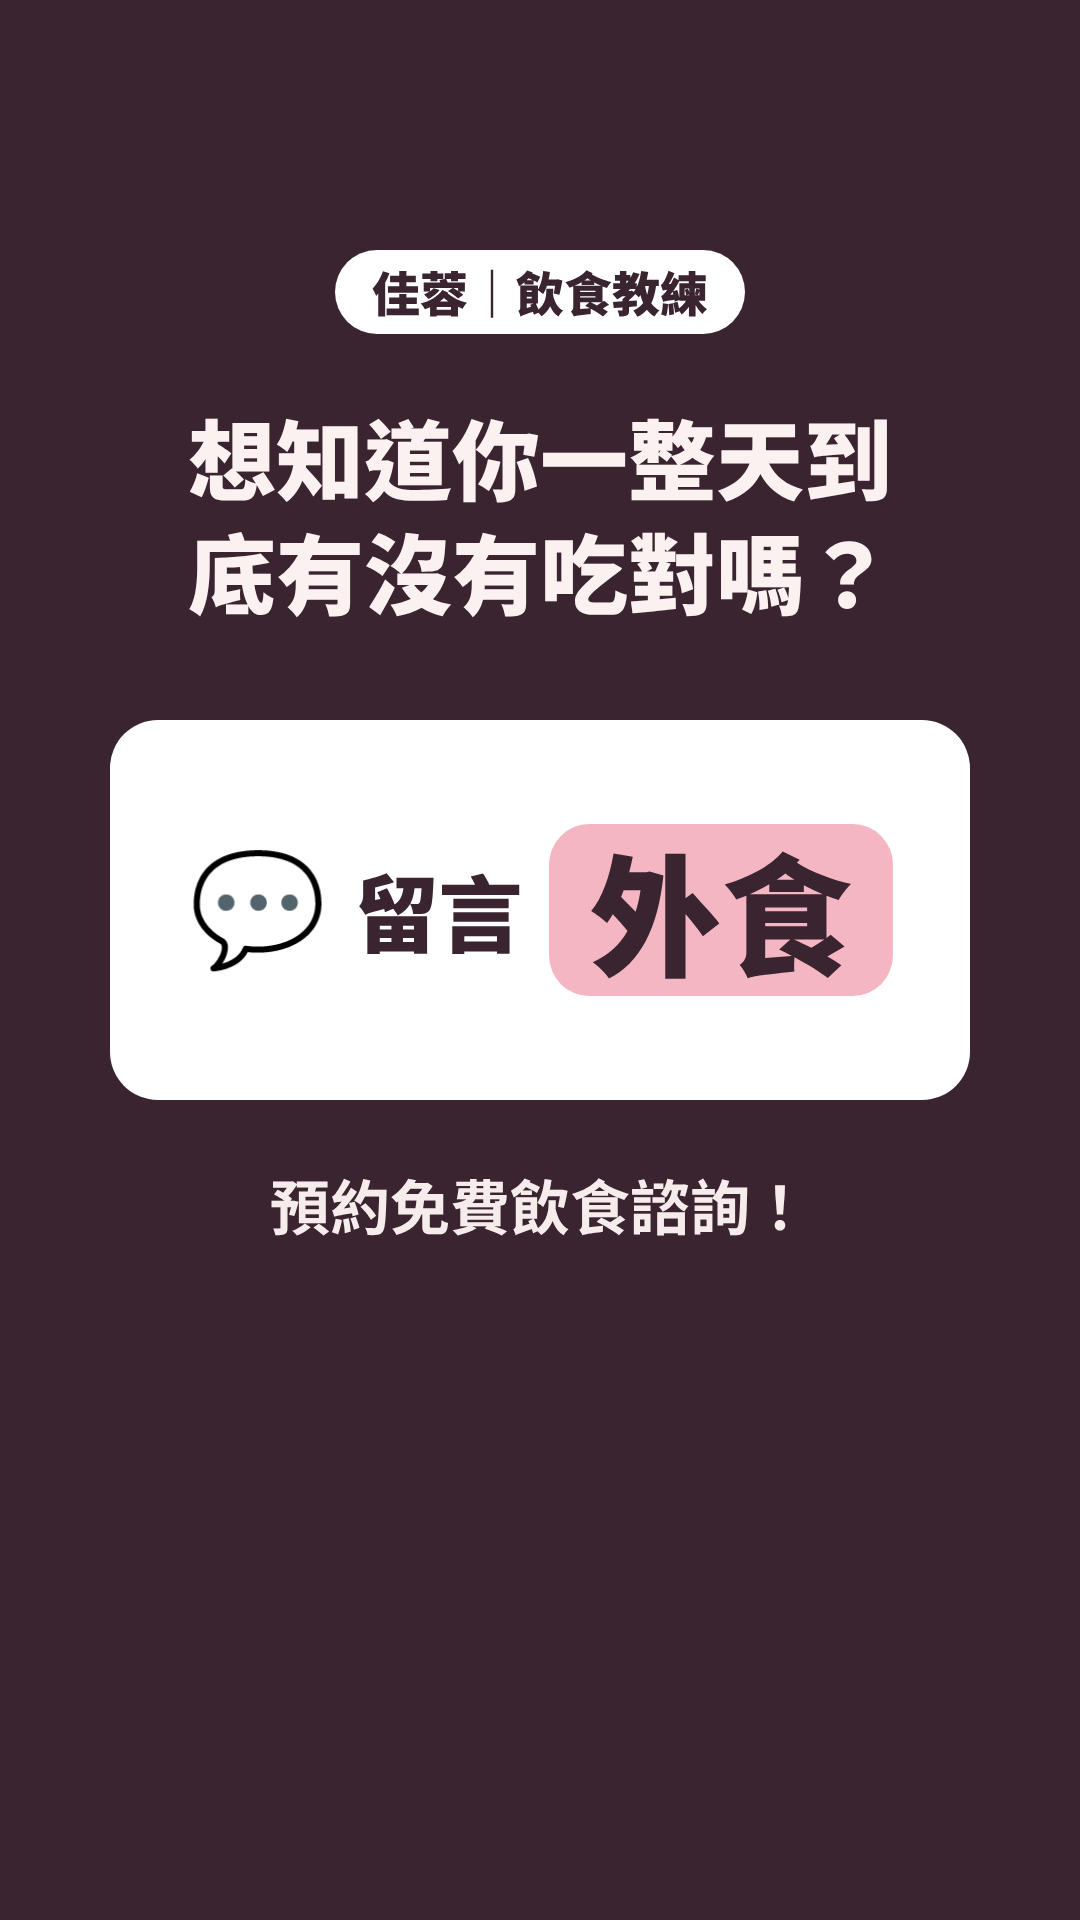 佳蓉｜飲食教練
想知道你一整天到
底有沒有吃對嗎？
💬 留言 外食
預約免費飲食諮詢！